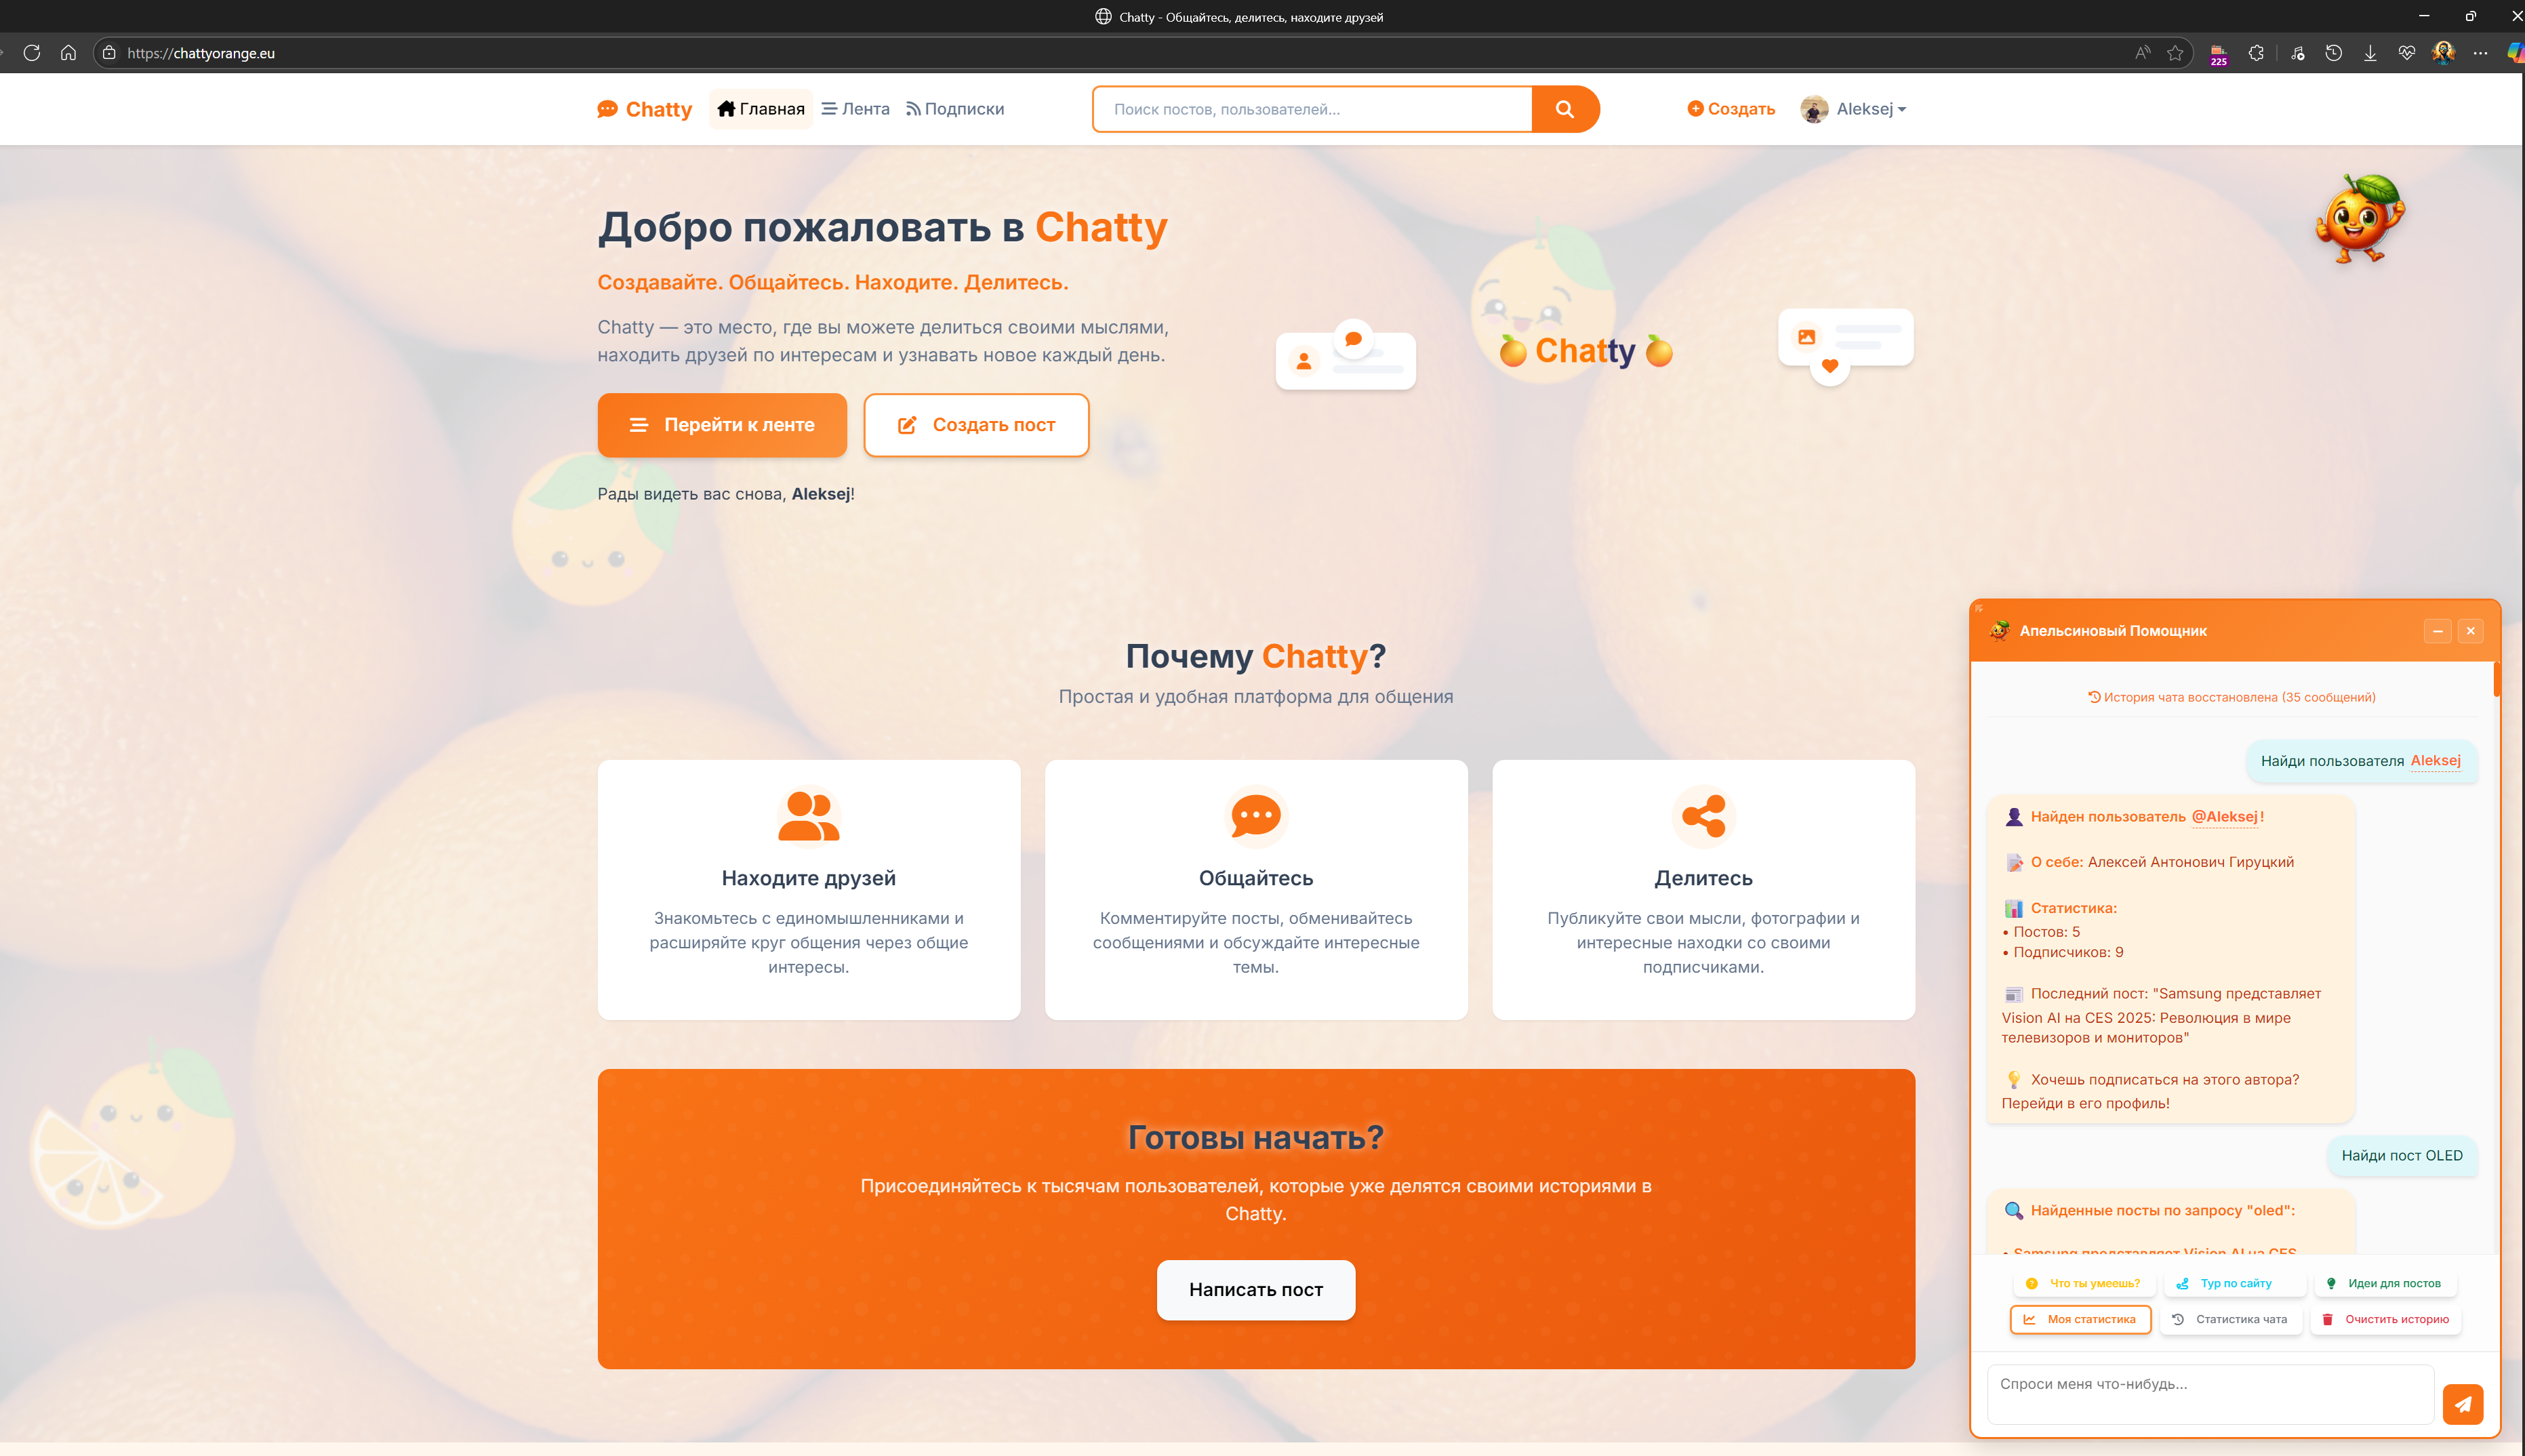 Chatty - Общайтесь, делитесь, находите друзей
https://chattyorange.eu
225
Chatty
Главная
Лента
Подписки
Поиск постов, пользователей...
Создать
Aleksej
Добро пожаловать в Chatty
Создавайте. Общайтесь. Находите. Делитесь.
Chatty — это место, где вы можете делиться своими мыслями,
находить друзей по интересам и узнавать новое каждый день.
Перейти к ленте
Создать пост
Рады видеть вас снова, Aleksej!
Chatty
Почему Chatty?
Простая и удобная платформа для общения
Находите друзей
Знакомьтесь с единомышленниками и
расширяйте круг общения через общие
интересы.
Общайтесь
Комментируйте посты, обменивайтесь
сообщениями и обсуждайте интересные
темы.
Делитесь
Публикуйте свои мысли, фотографии и
интересные находки со своими
подписчиками.
Готовы начать?
Присоединяйтесь к тысячам пользователей, которые уже делятся своими историями в
Chatty.
Написать пост
Апельсиновый Помощник
История чата восстановлена (35 сообщений)
Найди пользователя Aleksej
Найден пользователь @Aleksej!
О себе: Алексей Антонович Гируцкий
Статистика:
• Постов: 5
• Подписчиков: 9
Последний пост: "Samsung представляет
Vision AI на CES 2025: Революция в мире
телевизоров и мониторов"
Хочешь подписаться на этого автора?
Перейди в его профиль!
Найди пост OLED
Найденные посты по запросу "oled":
• Samsung представляет Vision AI на CES
Что ты умеешь?
Тур по сайту
Идеи для постов
Моя статистика
Статистика чата
Очистить историю
Спроси меня что-нибудь...